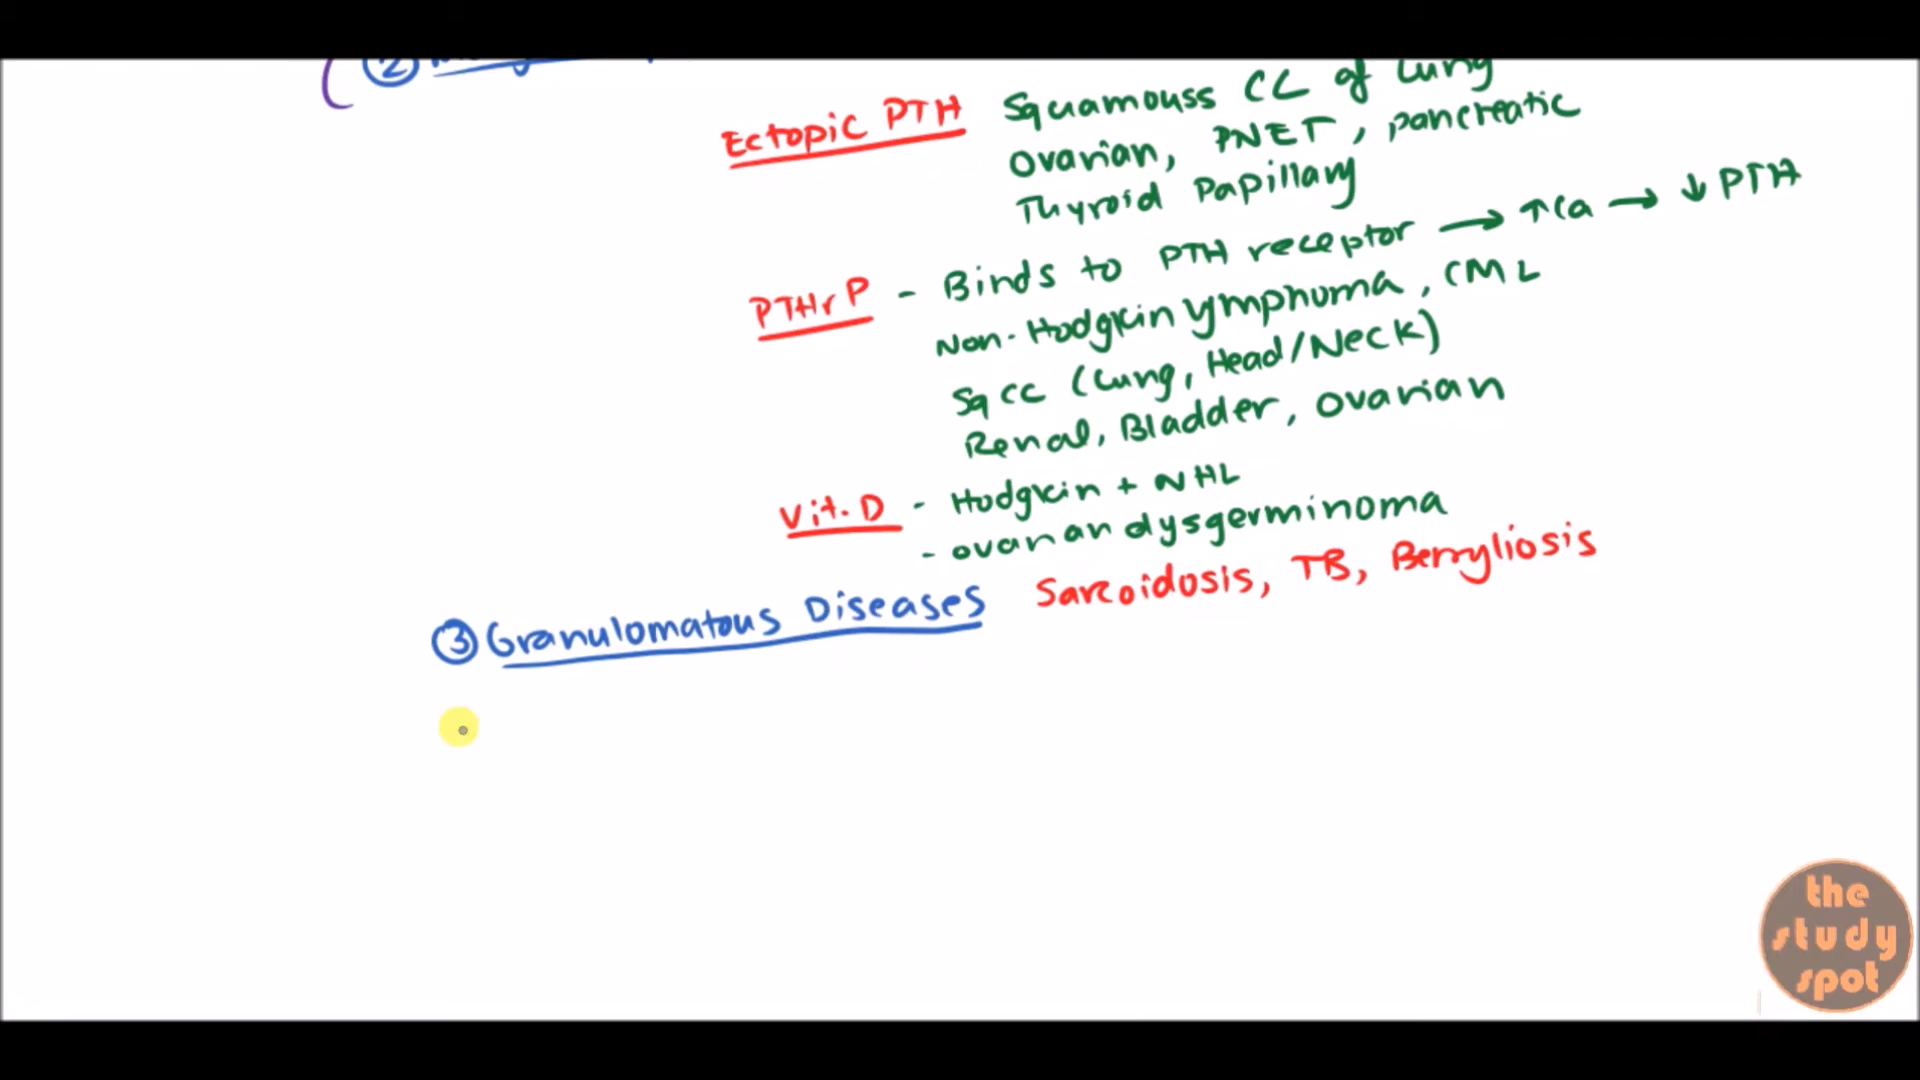 ②
Ectopic PTH Squamouss CC of Lung
Ovarian, PNET, pancreatic
Thyroid Papillary
PTHrP - Binds to PTH receptor → ↑Ca → ↓ PTH
Non-Hodgkin lymphoma, CML
Sq CC (Lung, Head/Neck)
Renal, Bladder, Ovarian
Vit. D - Hodgkin + NHL
- ovarian dysgerminoma
③ Granulomatous Diseases Sarcoidosis, TB, Berryliosis
the
study
spot